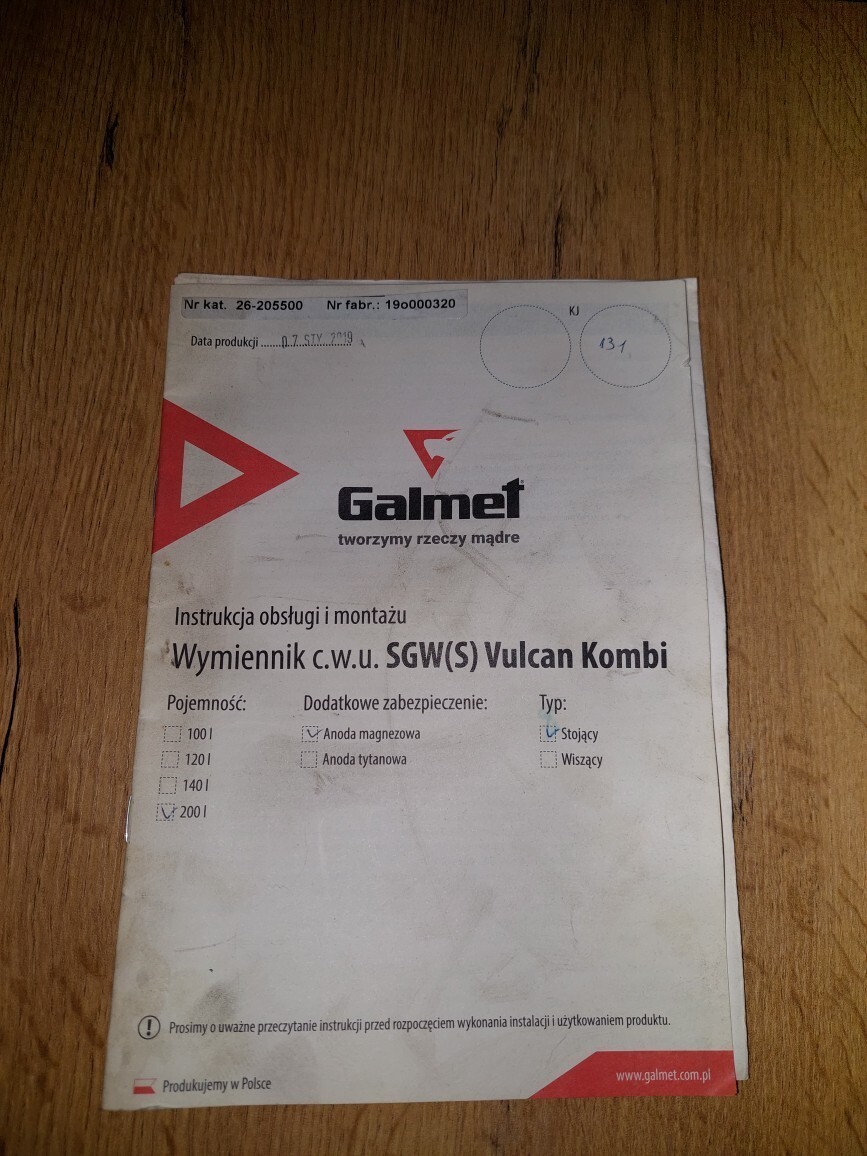 Nr kat. 26-205500 Nr fabr.: 19o000320
Data produkcji ......0.7. STY. 2019
KJ
131
Galmet
tworzymy rzeczy mądre
Instrukcja obsługi i montażu
Wymiennik c.w.u. SGW(S) Vulcan Kombi
Pojemność: Dodatkowe zabezpieczenie: Typ:
100 l Anoda magnezowa Stojący
120 l Anoda tytanowa Wiszący
140 l
200 l
Prosimy o uważne przeczytanie instrukcji przed rozpoczęciem wykonania instalacji i użytkowaniem produktu.
Produkujemy w Polsce
www.galmet.com.pl